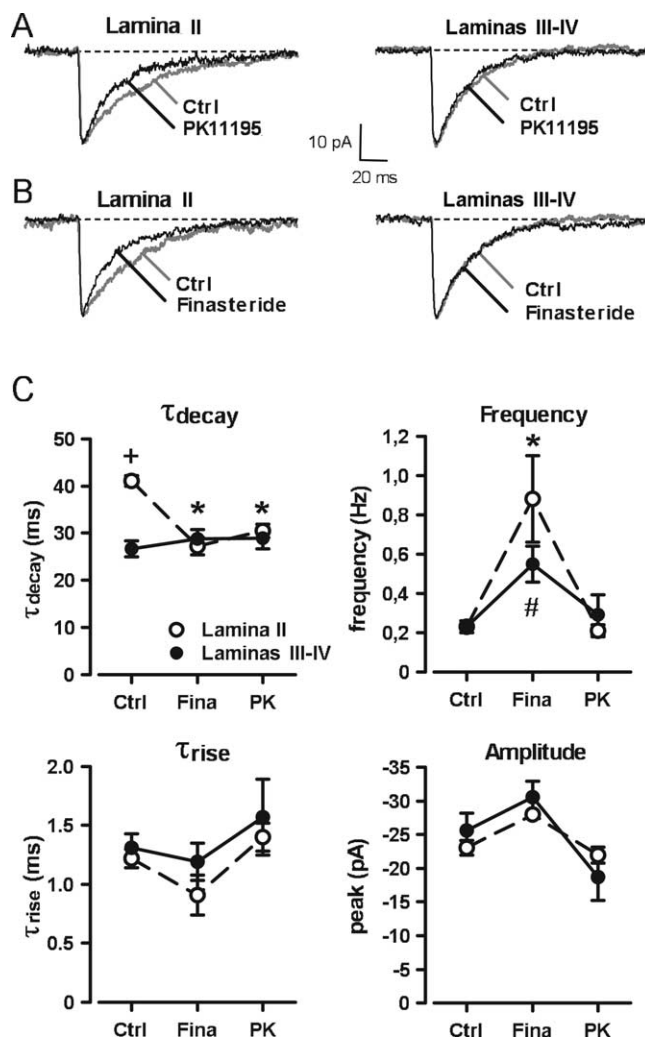 A
Lamina II
Laminas III-IV
Ctrl
PK11195
Ctrl
PK11195
10 pA
20 ms
B
Lamina II
Laminas III-IV
Ctrl
Finasteride
Ctrl
Finasteride
C
τdecay
Frequency
50
40
30
20
10
0
τdecay (ms)
+
*
*
Lamina II
Laminas III-IV
Ctrl
Fina
PK
1,2
1,0
0,8
0,6
0,4
0,2
0
frequency (Hz)
*
#
Ctrl
Fina
PK
τrise
Amplitude
2.0
1.5
1.0
0.5
0
τrise (ms)
Ctrl
Fina
PK
-35
-30
-25
-20
-15
-10
-5
0
peak (pA)
Ctrl
Fina
PK